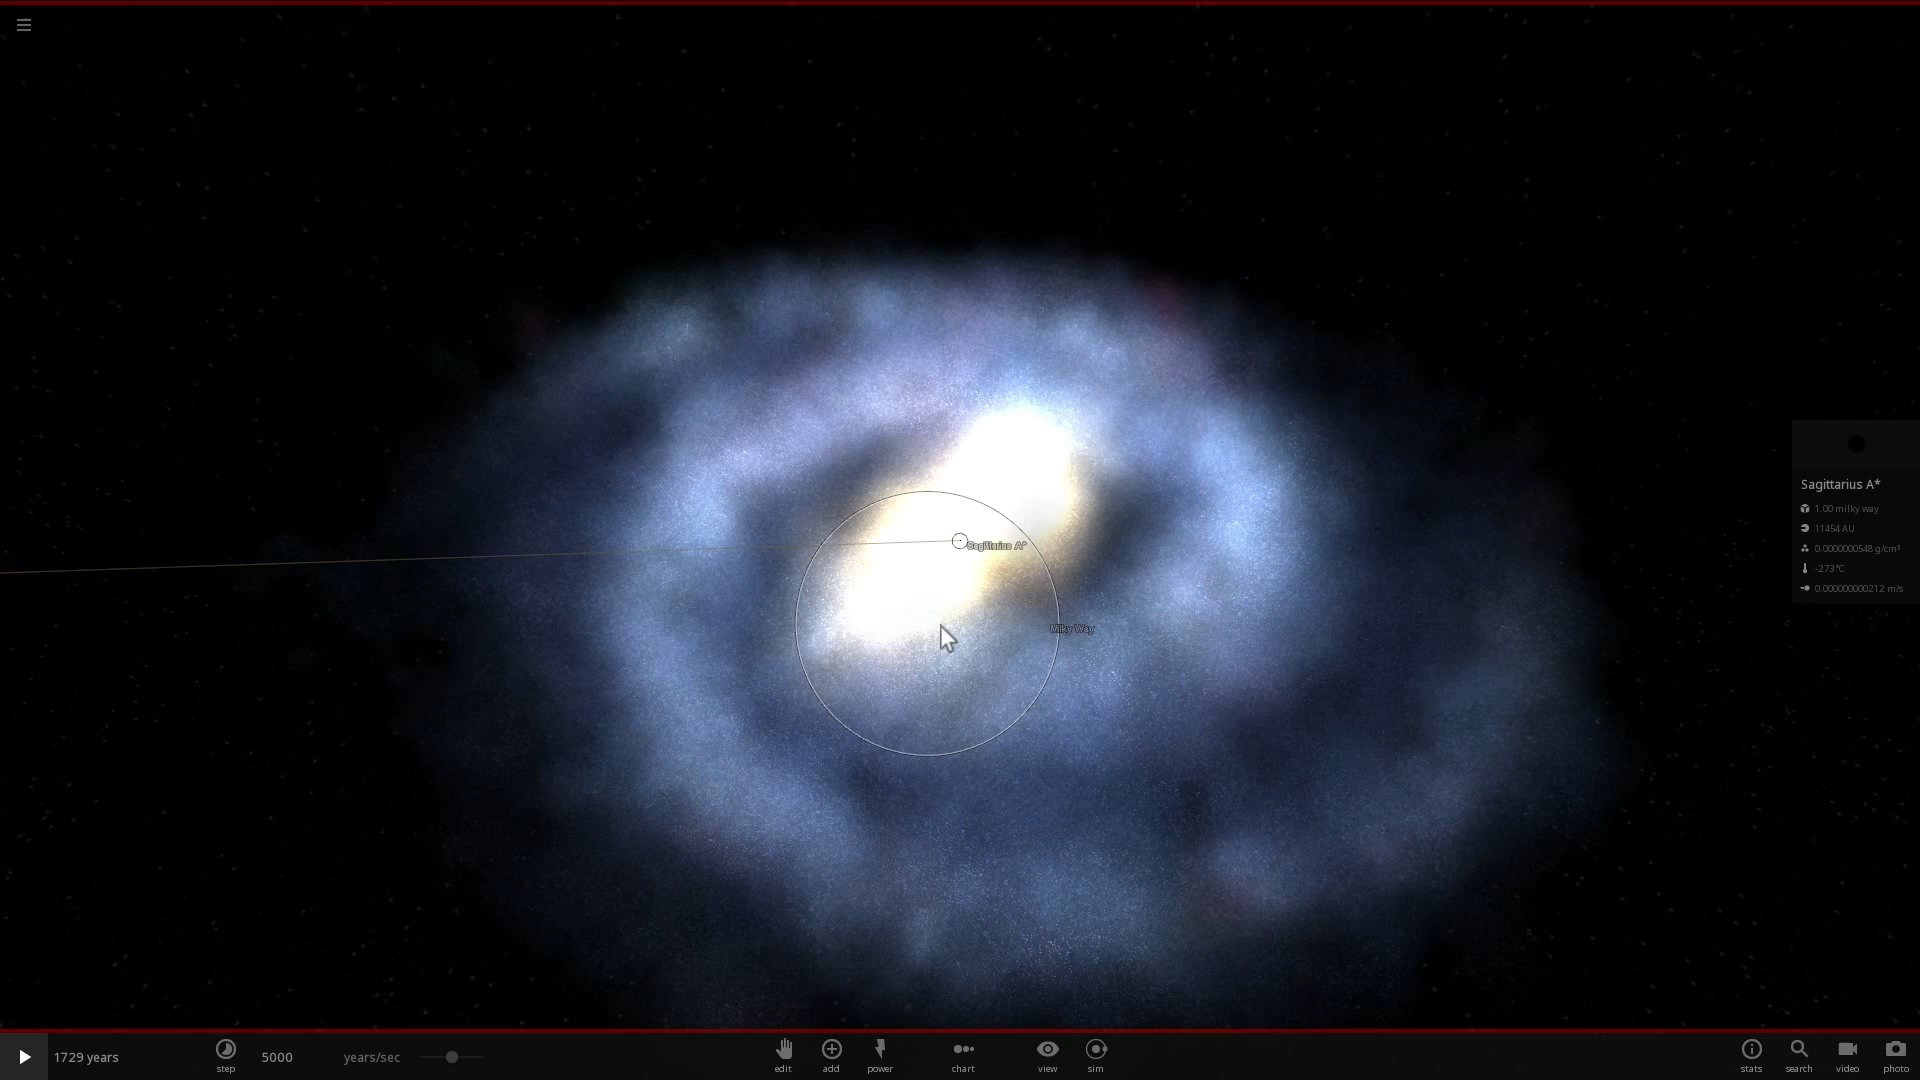 Sagittarius A*
1.00 milky way
11454 AU
0.0000000548 g/cm³
-273°C
0.000000000212 m/s
Sagittarius A*
Milky Way
1729 years
step
5000
years/sec
edit
add
power
chart
view
sim
stats
search
video
photo